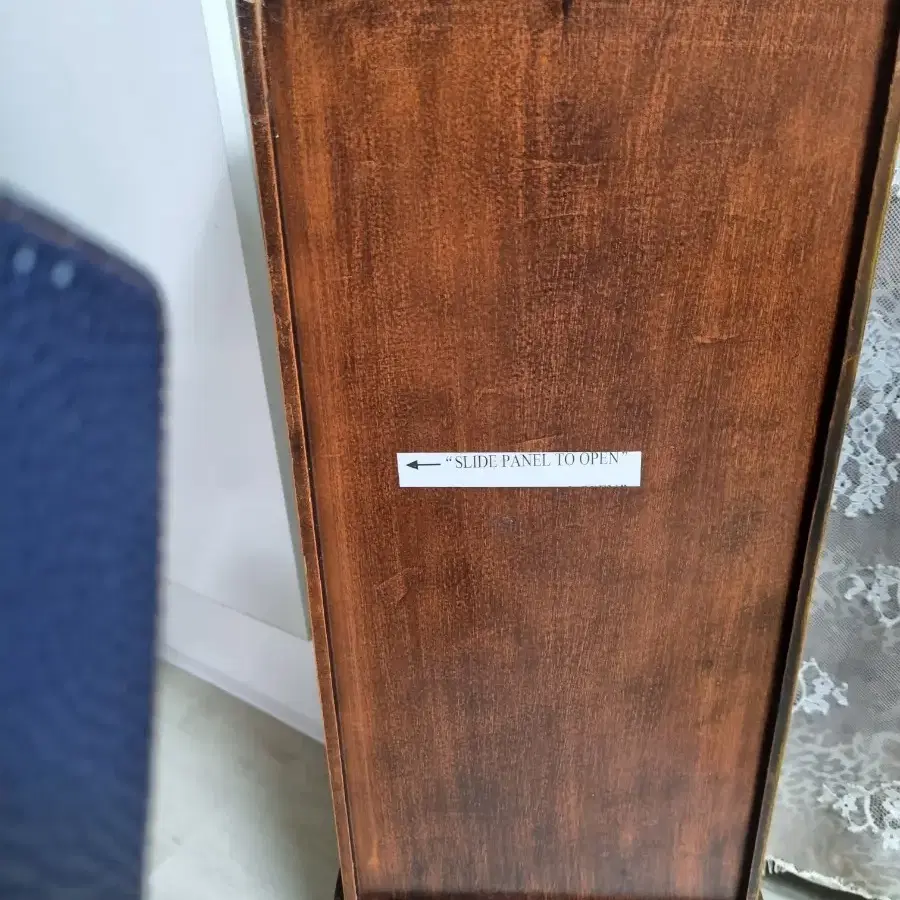 ← "SLIDE PANEL TO OPEN"